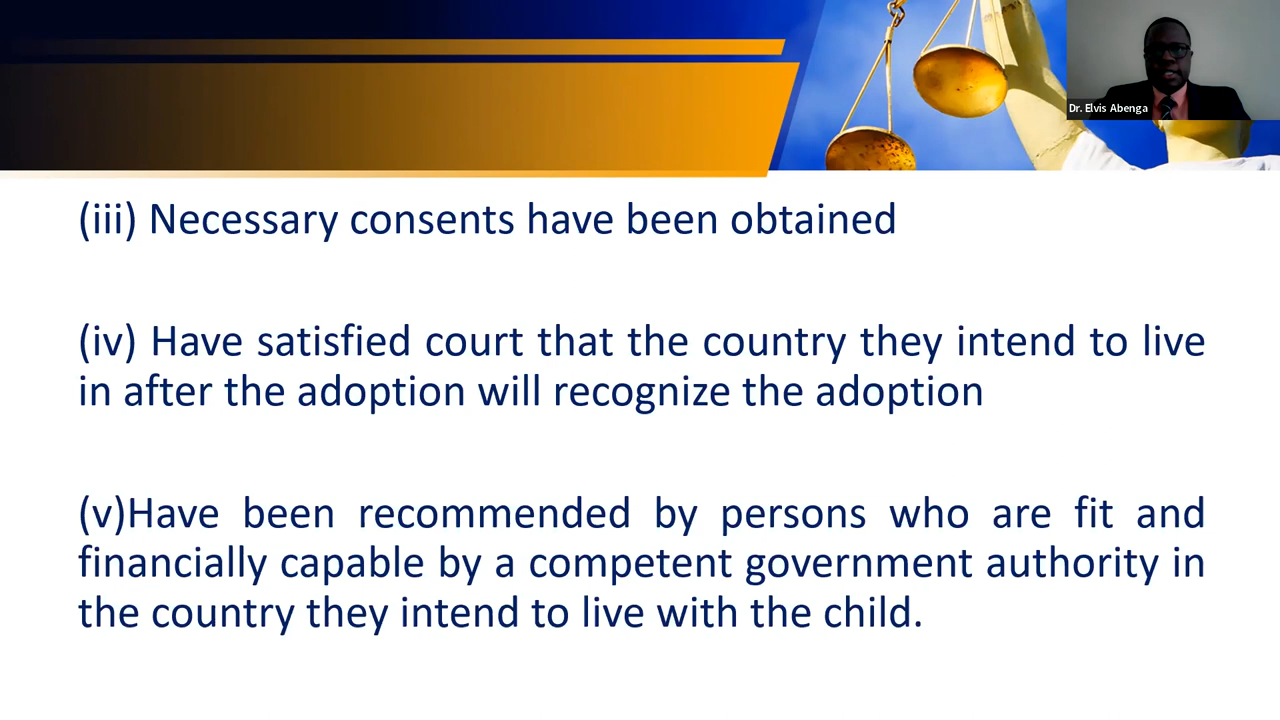 Dr. Elvis Abenga
(iii) Necessary consents have been obtained
(iv) Have satisfied court that the country they intend to live
in after the adoption will recognize the adoption
(v)Have been recommended by persons who are fit and
financially capable by a competent government authority in
the country they intend to live with the child.